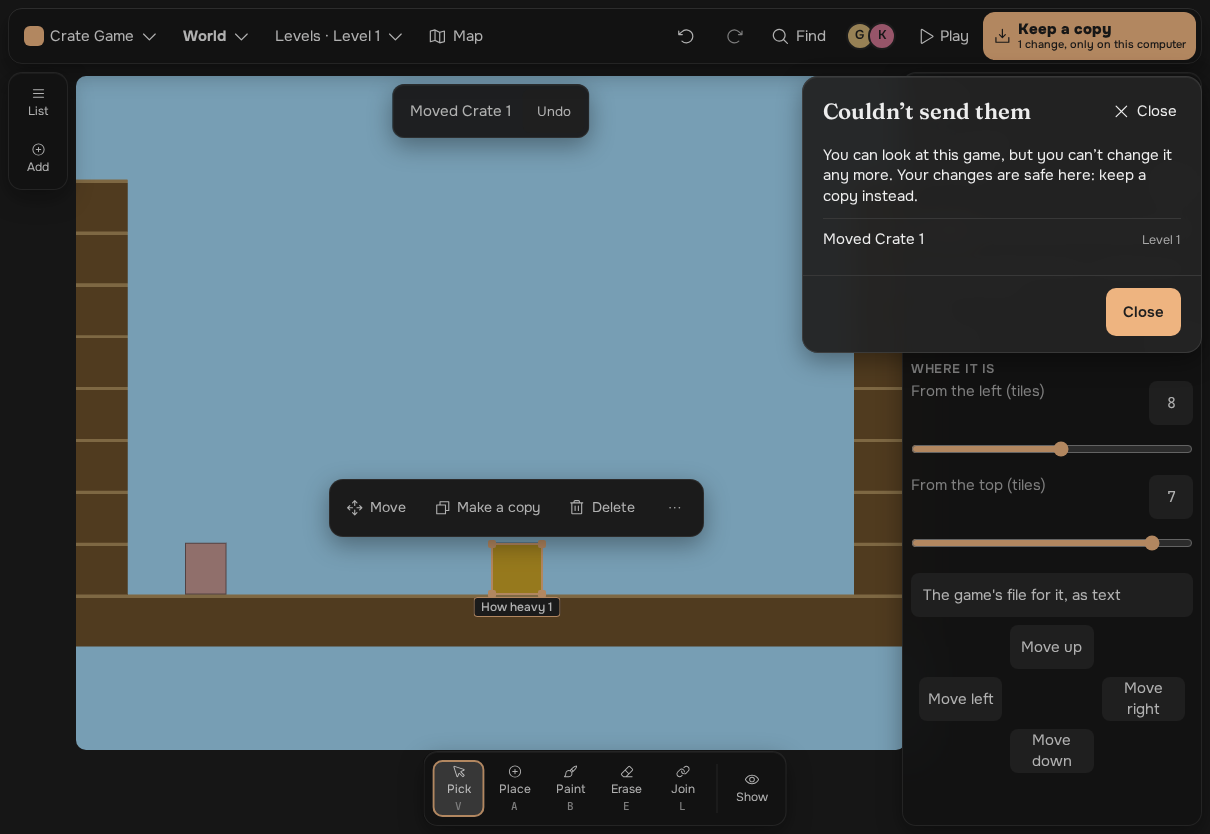 Crate Game
World
Levels · Level 1
Map
Find
G
K
Play
Keep a copy
1 change, only on this computer
List
Add
Moved Crate 1
Undo
Couldn’t send them
Close
You can look at this game, but you can’t change it
any more. Your changes are safe here: keep a
copy instead.
Moved Crate 1
Level 1
Close
WHERE IT IS
From the left (tiles)
8
From the top (tiles)
7
Move
Make a copy
Delete
···
How heavy 1
The game's file for it, as text
Move up
Move left
Move
right
Move
down
Pick
V
Place
A
Paint
B
Erase
E
Join
L
Show